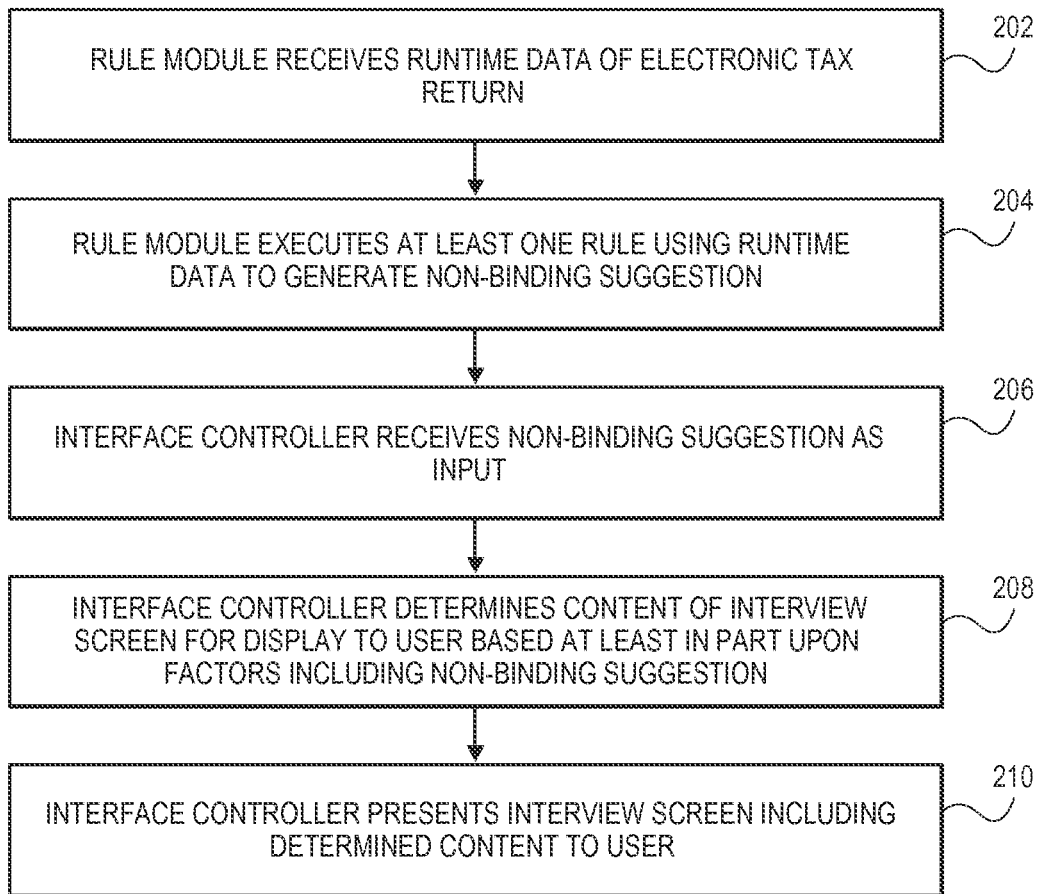 202
RULE MODULE RECEIVES RUNTIME DATA OF ELECTRONIC TAX
RETURN
204
RULE MODULE EXECUTES AT LEAST ONE RULE USING RUNTIME
DATA TO GENERATE NON-BINDING SUGGESTION
206
INTERFACE CONTROLLER RECEIVES NON-BINDING SUGGESTION AS
INPUT
208
INTERFACE CONTROLLER DETERMINES CONTENT OF INTERVIEW
SCREEN FOR DISPLAY TO USER BASED AT LEAST IN PART UPON
FACTORS INCLUDING NON-BINDING SUGGESTION
210
INTERFACE CONTROLLER PRESENTS INTERVIEW SCREEN INCLUDING
DETERMINED CONTENT TO USER